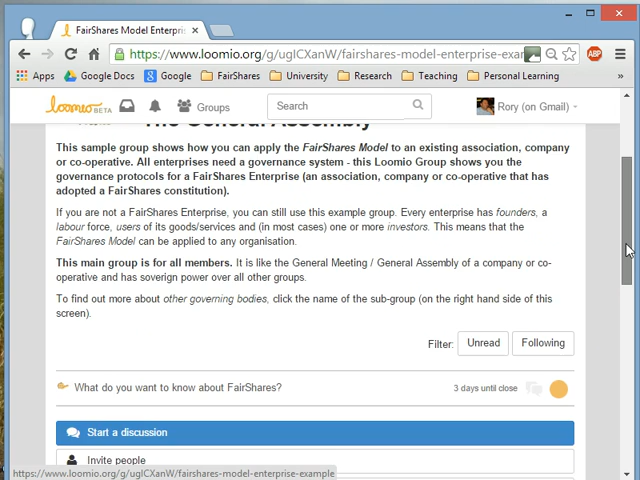 FairShares Model Enterpris
https://www.loomio.org/g/ugICXanW/fairshares-model-enterprise-exar
ABP
Apps Google Docs Google FairShares University Research Teaching Personal Learning
loomio BETA Groups Search Rory (on Gmail)
The General Assembly
This sample group shows how you can apply the FairShares Model to an existing association, company
or co-operative. All enterprises need a governance system - this Loomio Group shows you the
governance protocols for a FairShares Enterprise (an association, company or co-operative that has
adopted a FairShares constitution).
If you are not a FairShares Enterprise, you can still use this example group. Every enterprise has founders, a
labour force, users of its goods/services and (in most cases) one or more investors. This means that the
FairShares Model can be applied to any organisation.
This main group is for all members. It is like the General Meeting / General Assembly of a company or co-
operative and has soverign power over all other groups.
To find out more about other governing bodies, click the name of the sub-group (on the right hand side of this
screen).
Filter: Unread Following
What do you want to know about FairShares? 3 days until close
Start a discussion
Invite people
https://www.loomio.org/g/ugICXanW/fairshares-model-enterprise-example